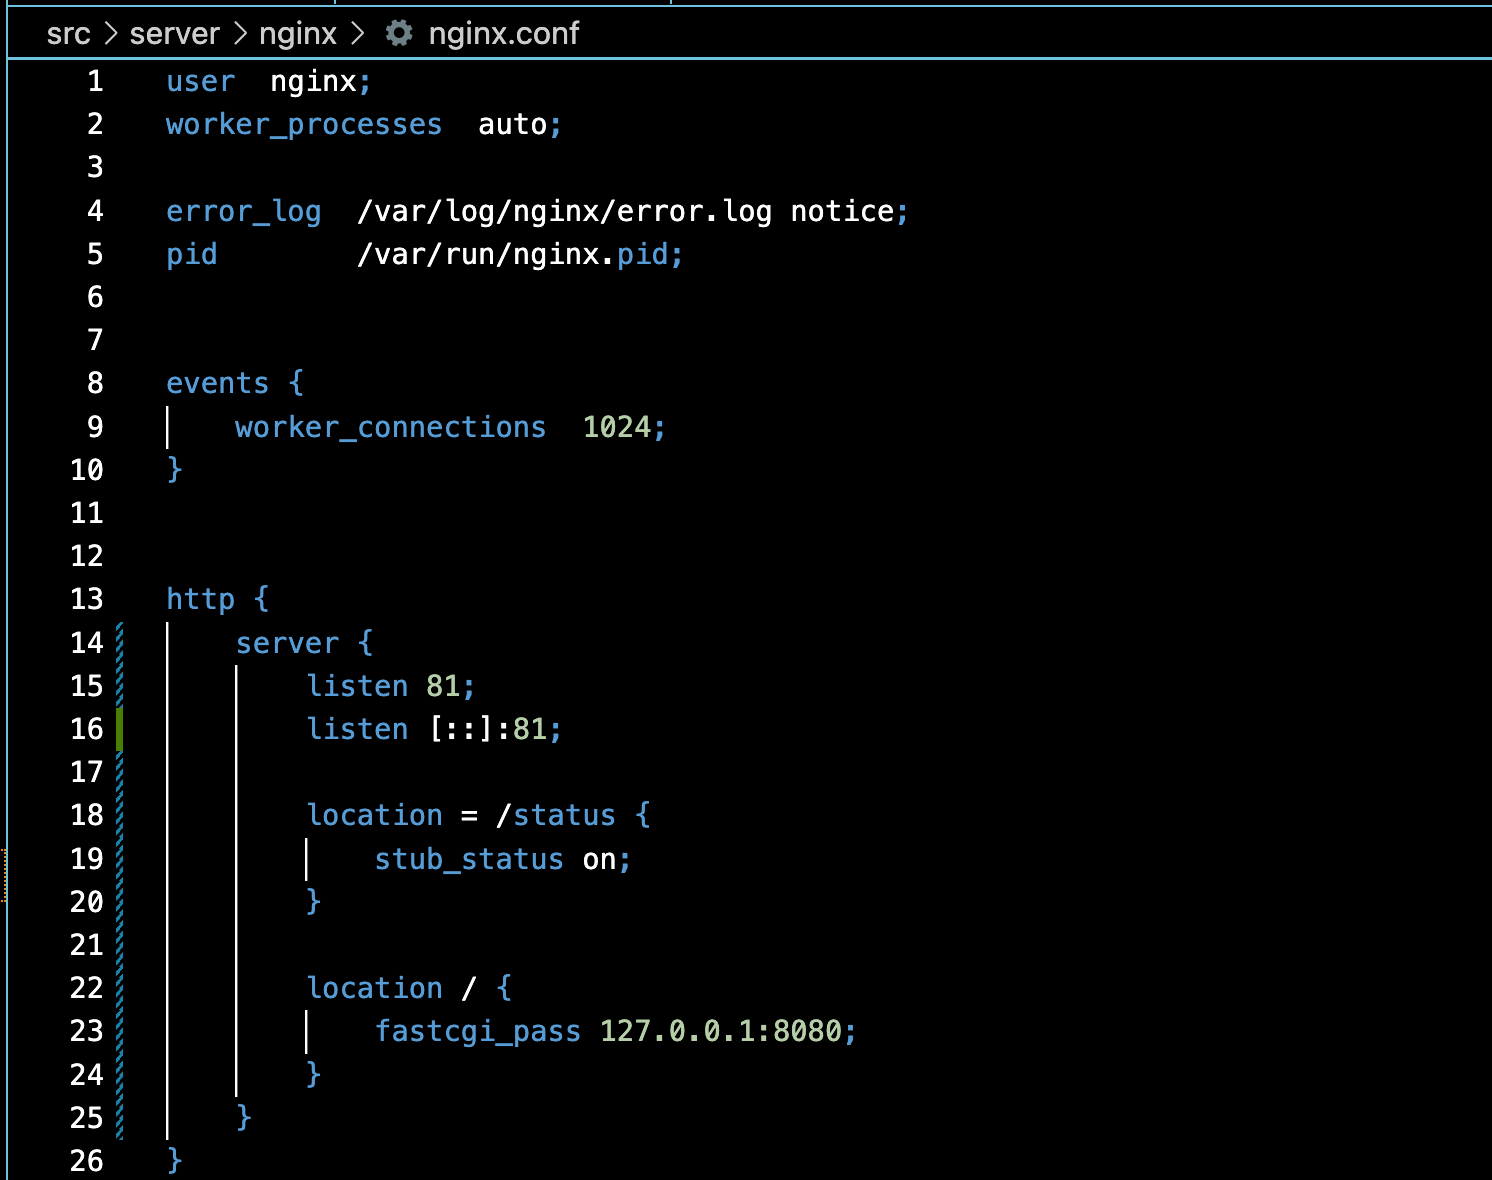 src > server > nginx > nginx.conf
1 user  nginx;
2 worker_processes  auto;
3
4 error_log  /var/log/nginx/error.log notice;
5 pid        /var/run/nginx.pid;
6
7
8 events {
9     worker_connections  1024;
10 }
11
12
13 http {
14     server {
15         listen 81;
16         listen [::]:81;
17
18         location = /status {
19             stub_status on;
20         }
21
22         location / {
23             fastcgi_pass 127.0.0.1:8080;
24         }
25     }
26 }